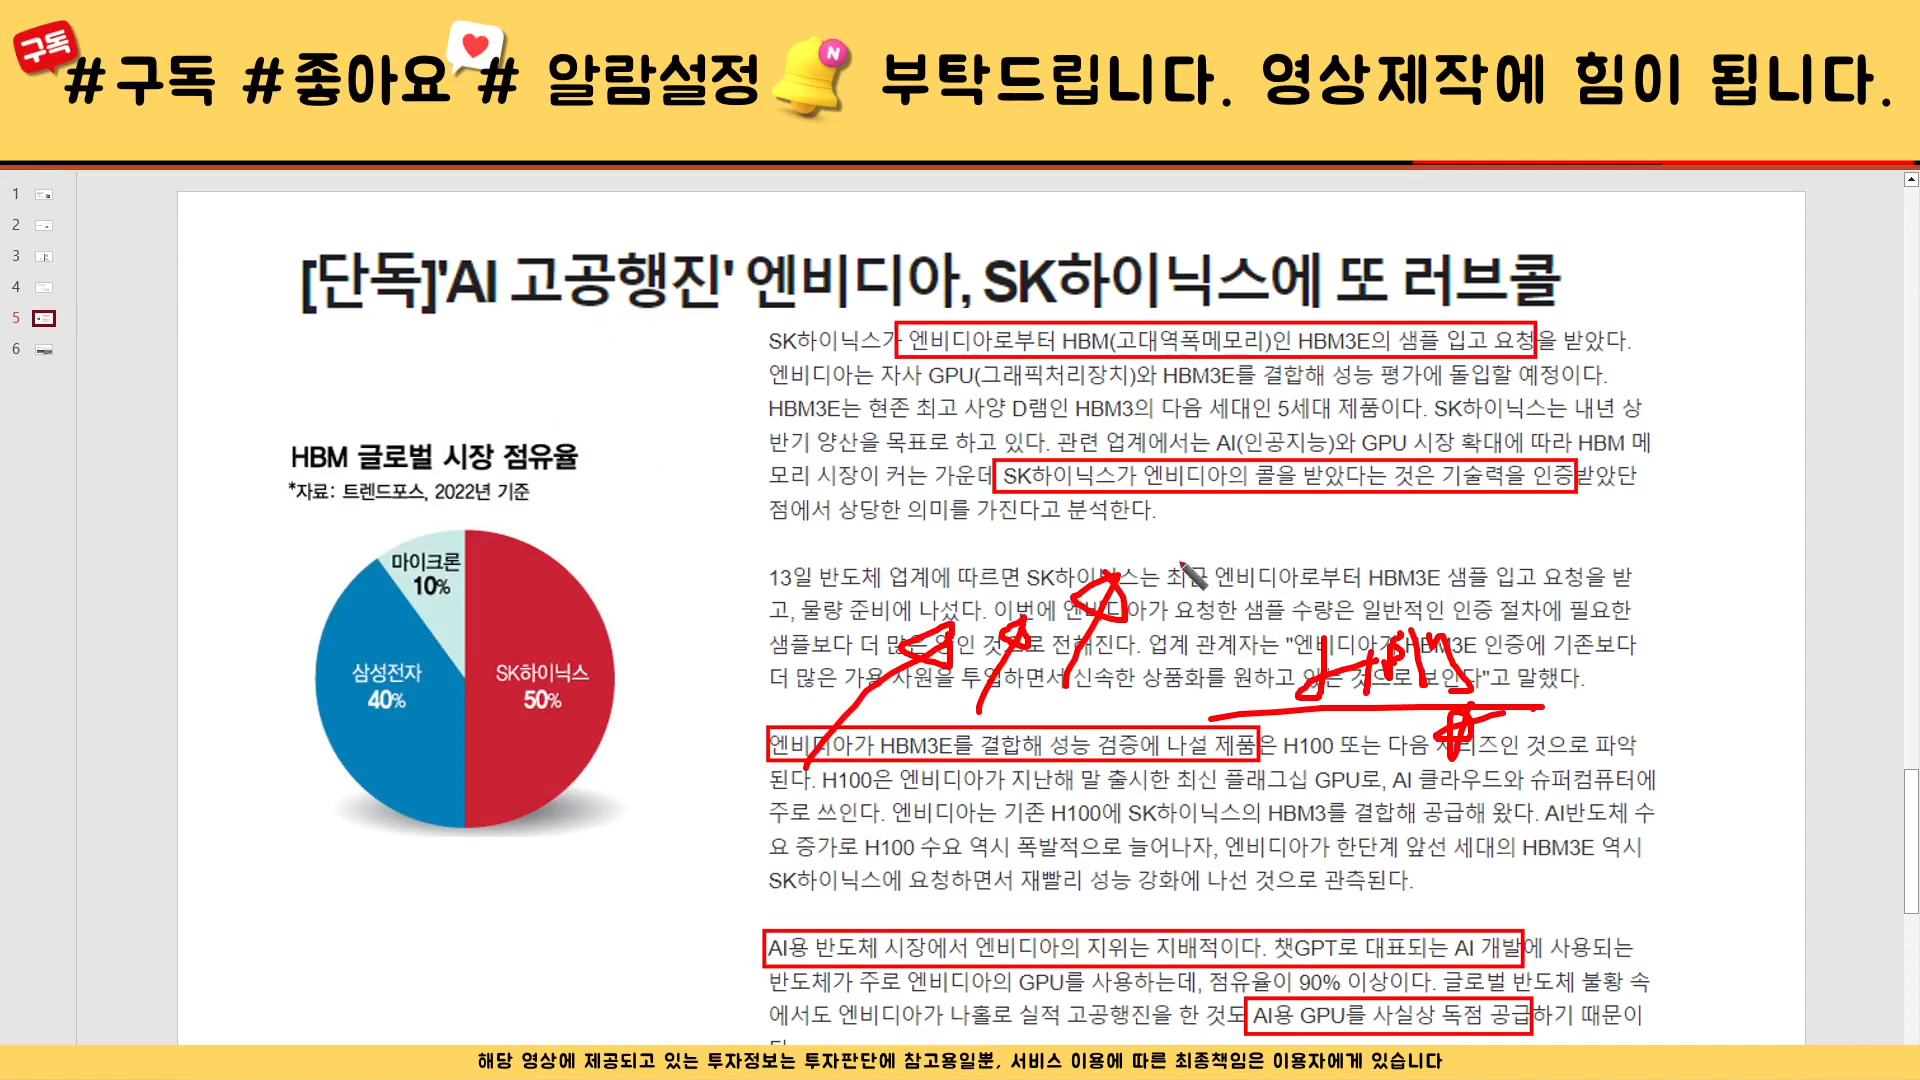 구독
#구독 #좋아요 # 알람설정 N 부탁드립니다. 영상제작에 힘이 됩니다.
1
2
3
4
5
6
[단독]'AI 고공행진' 엔비디아, SK하이닉스에 또 러브콜
HBM 글로벌 시장 점유율
*자료: 트렌드포스, 2022년 기준
마이크론
10%
삼성전자
40%
SK하이닉스
50%
SK하이닉스가 엔비디아로부터 HBM(고대역폭메모리)인 HBM3E의 샘플 입고 요청을 받았다.
엔비디아는 자사 GPU(그래픽처리장치)와 HBM3E를 결합해 성능 평가에 돌입할 예정이다.
HBM3E는 현존 최고 사양 D램인 HBM3의 다음 세대인 5세대 제품이다. SK하이닉스는 내년 상
반기 양산을 목표로 하고 있다. 관련 업계에서는 AI(인공지능)와 GPU 시장 확대에 따라 HBM 메
모리 시장이 커는 가운데 SK하이닉스가 엔비디아의 콜을 받았다는 것은 기술력을 인증받았단
점에서 상당한 의미를 가진다고 분석한다.
13일 반도체 업계에 따르면 SK하이닉스는 최근 엔비디아로부터 HBM3E 샘플 입고 요청을 받
고, 물량 준비에 나섰다. 이번에 엔비디아가 요청한 샘플 수량은 일반적인 인증 절차에 필요한
샘플보다 더 많은 양인 것으로 전해진다. 업계 관계자는 "엔비디아가 HBM3E 인증에 기존보다
더 많은 가용 자원을 투입하면서 신속한 상품화를 원하고 있는 것으로 보인다"고 말했다.
HBM
엔비디아가 HBM3E를 결합해 성능 검증에 나설 제품은 H100 또는 다음 시리즈인 것으로 파악
된다. H100은 엔비디아가 지난해 말 출시한 최신 플래그십 GPU로, AI 클라우드와 슈퍼컴퓨터에
주로 쓰인다. 엔비디아는 기존 H100에 SK하이닉스의 HBM3를 결합해 공급해 왔다. AI반도체 수
요 증가로 H100 수요 역시 폭발적으로 늘어나자, 엔비디아가 한단계 앞선 세대의 HBM3E 역시
SK하이닉스에 요청하면서 재빨리 성능 강화에 나선 것으로 관측된다.
AI용 반도체 시장에서 엔비디아의 지위는 지배적이다. 챗GPT로 대표되는 AI 개발에 사용되는
반도체가 주로 엔비디아의 GPU를 사용하는데, 점유율이 90% 이상이다. 글로벌 반도체 불황 속
에서도 엔비디아가 나홀로 실적 고공행진을 한 것도 AI용 GPU를 사실상 독점 공급하기 때문이
해당 영상에 제공되고 있는 투자정보는 투자판단에 참고용일뿐, 서비스 이용에 따른 최종책임은 이용자에게 있습니다